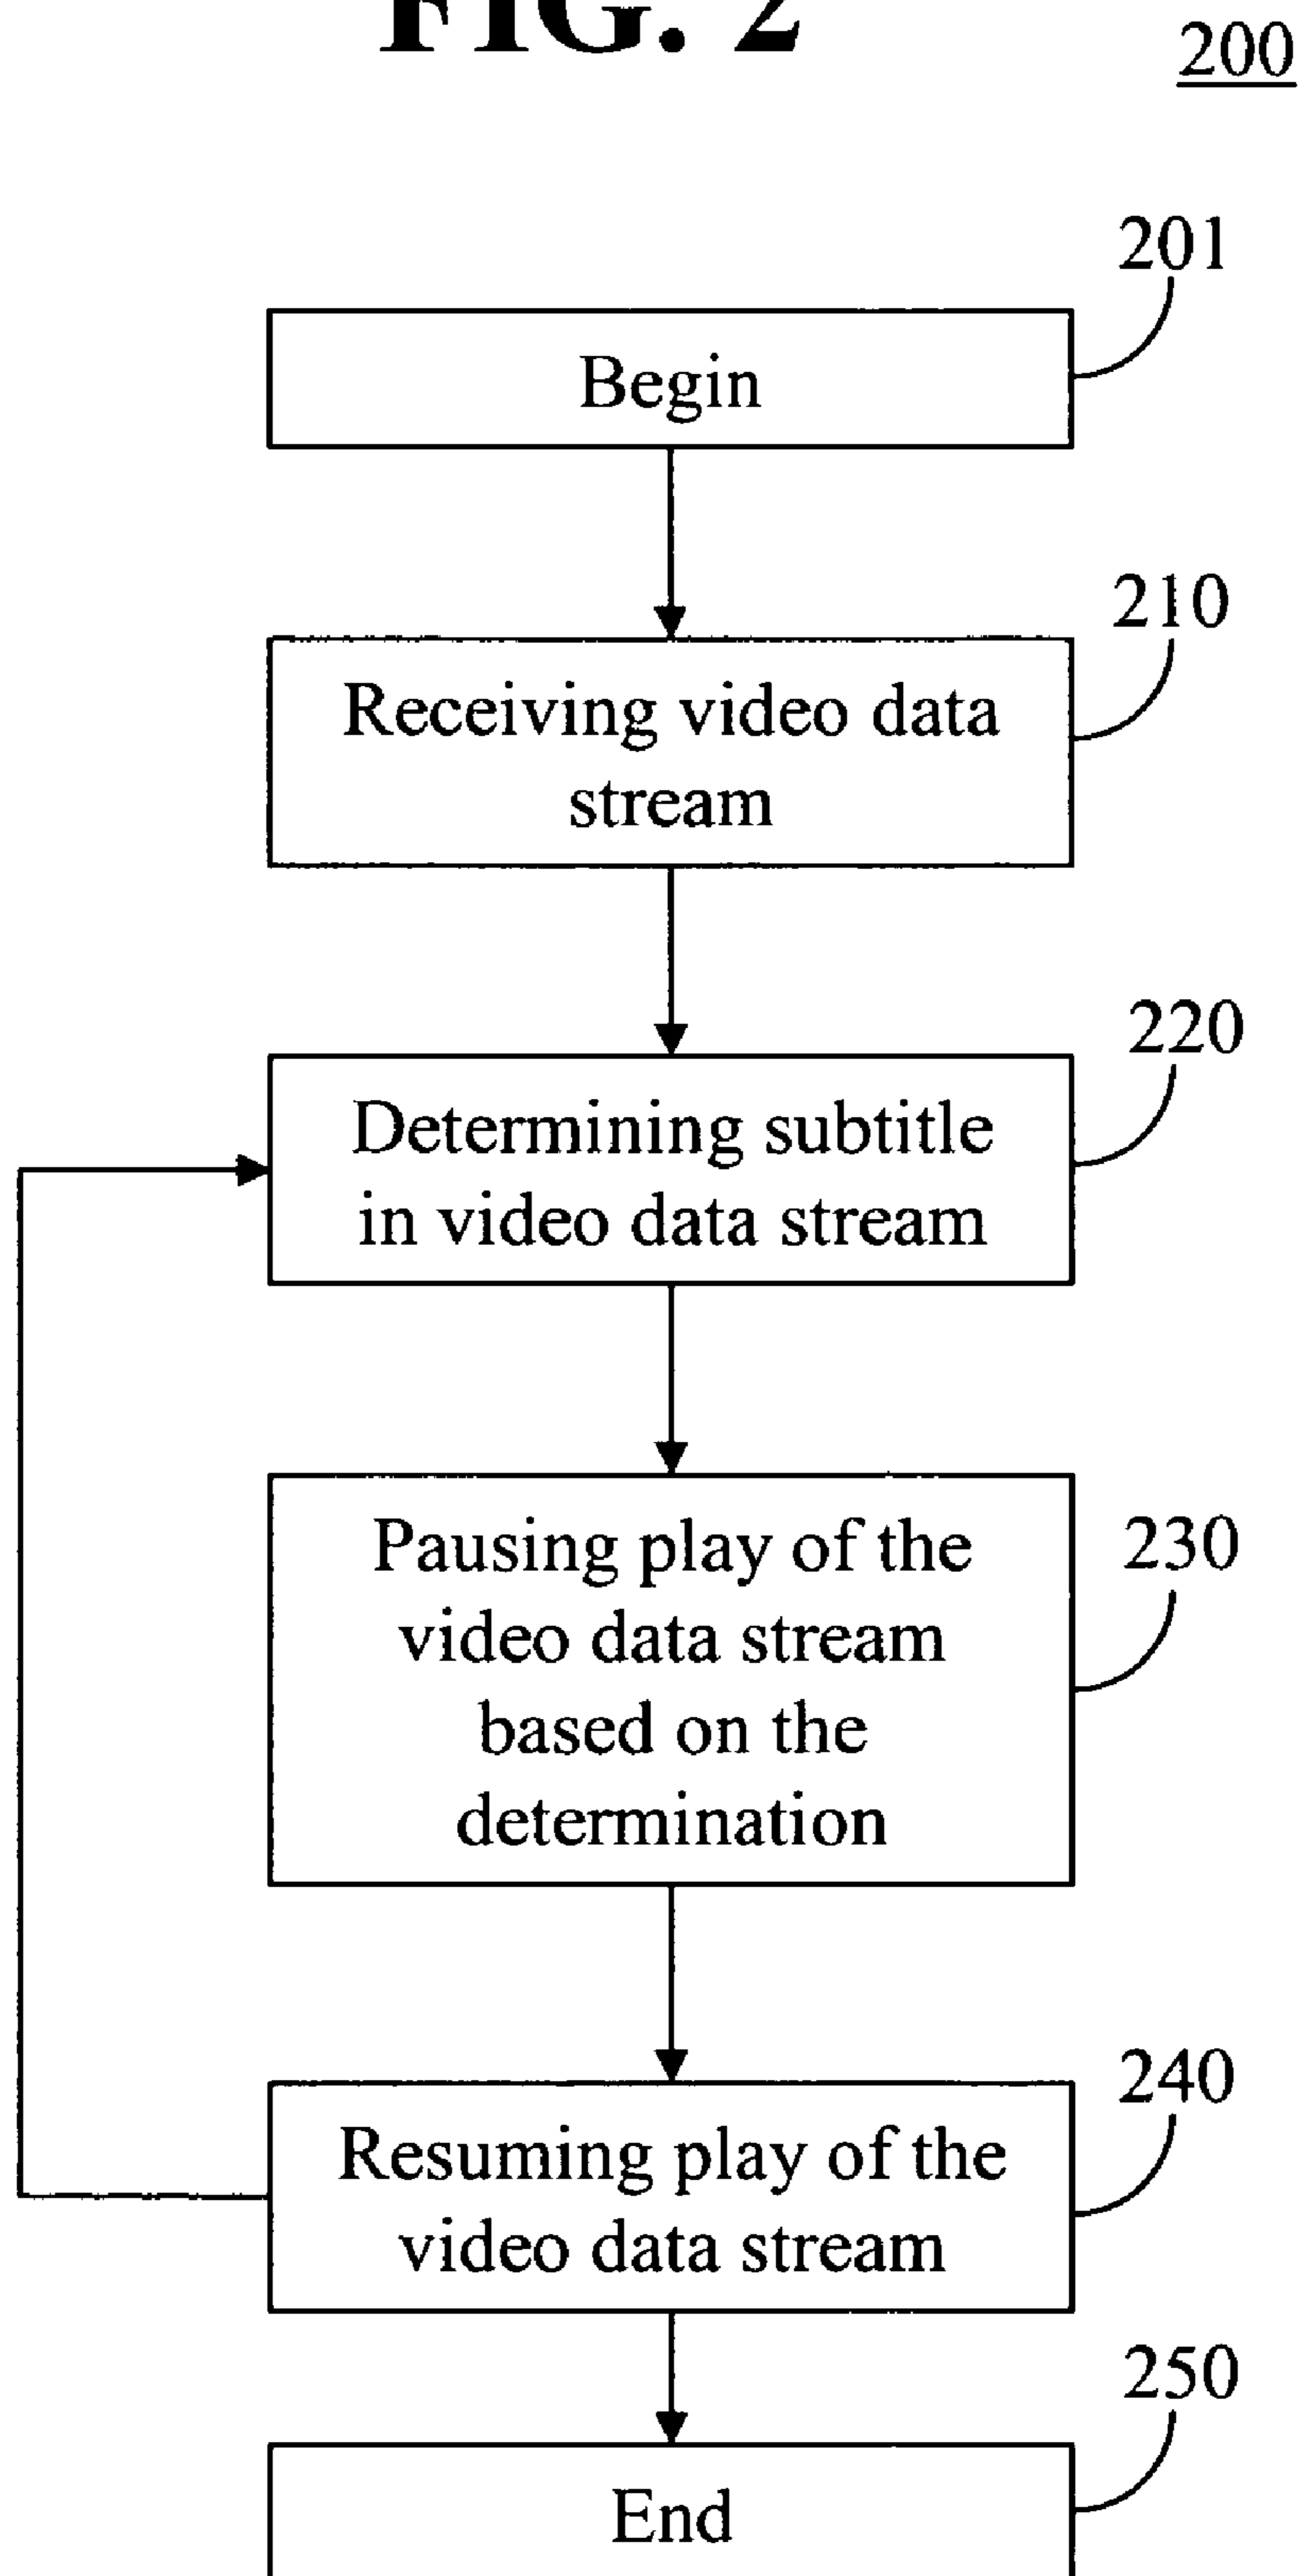 FIG. 2
200
201
Begin
210
Receiving video data
stream
220
Determining subtitle
in video data stream
230
Pausing play of the
video data stream
based on the
determination
240
Resuming play of the
video data stream
250
End